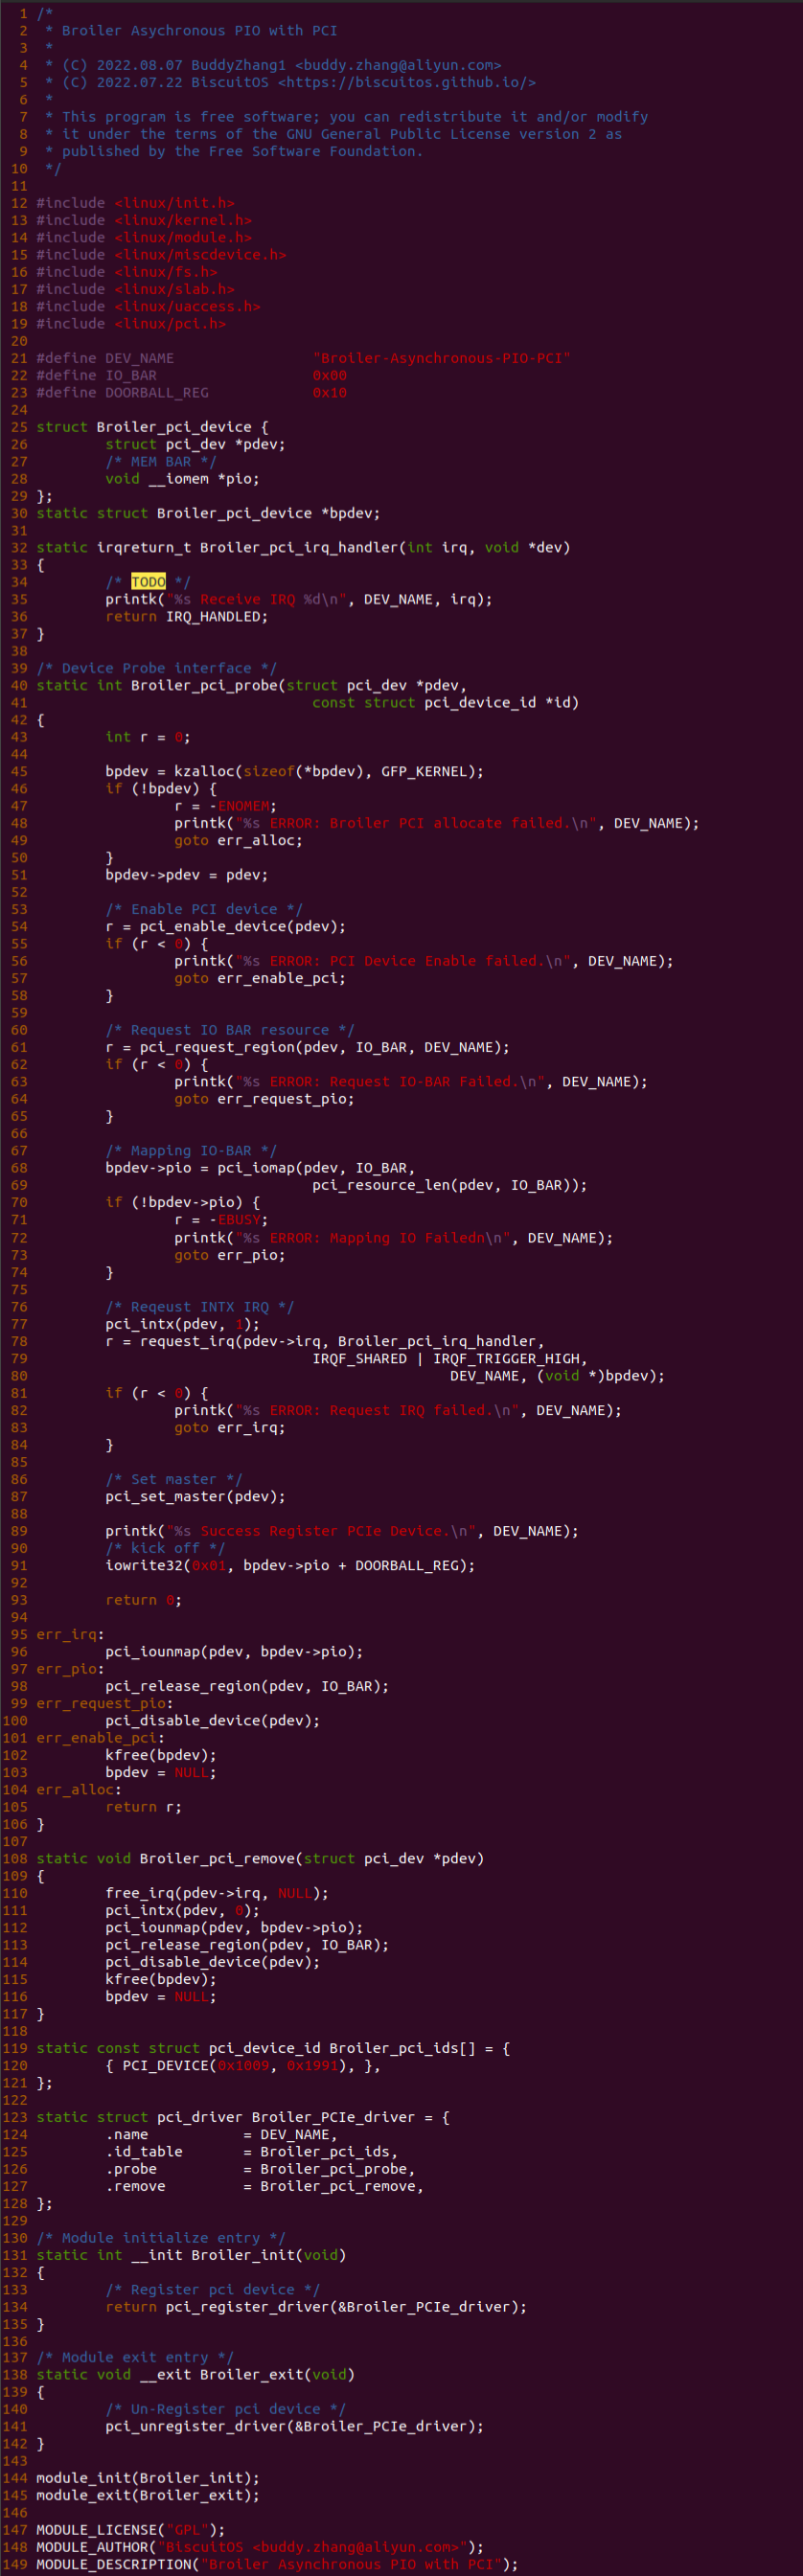 1 /*
2  * Broiler Asychronous PIO with PCI
3  *
4  * (C) 2022.08.07 BuddyZhang1 <buddy.zhang@aliyun.com>
5  * (C) 2022.07.22 BiscuitOS <https://biscuitos.github.io/>
6  *
7  * This program is free software; you can redistribute it and/or modify
8  * it under the terms of the GNU General Public License version 2 as
9  * published by the Free Software Foundation.
10  */
11
12 #include <linux/init.h>
13 #include <linux/kernel.h>
14 #include <linux/module.h>
15 #include <linux/miscdevice.h>
16 #include <linux/fs.h>
17 #include <linux/slab.h>
18 #include <linux/uaccess.h>
19 #include <linux/pci.h>
20
21 #define DEV_NAME                "Broiler-Asynchronous-PIO-PCI"
22 #define IO_BAR                  0x00
23 #define DOORBALL_REG            0x10
24
25 struct Broiler_pci_device {
26         struct pci_dev *pdev;
27         /* MEM BAR */
28         void __iomem *pio;
29 };
30 static struct Broiler_pci_device *bpdev;
31
32 static irqreturn_t Broiler_pci_irq_handler(int irq, void *dev)
33 {
34         /* TODO */
35         printk("%s Receive IRQ %d\n", DEV_NAME, irq);
36         return IRQ_HANDLED;
37 }
38
39 /* Device Probe interface */
40 static int Broiler_pci_probe(struct pci_dev *pdev,
41                                 const struct pci_device_id *id)
42 {
43         int r = 0;
44
45         bpdev = kzalloc(sizeof(*bpdev), GFP_KERNEL);
46         if (!bpdev) {
47                 r = -ENOMEM;
48                 printk("%s ERROR: Broiler PCI allocate failed.\n", DEV_NAME);
49                 goto err_alloc;
50         }
51         bpdev->pdev = pdev;
52
53         /* Enable PCI device */
54         r = pci_enable_device(pdev);
55         if (r < 0) {
56                 printk("%s ERROR: PCI Device Enable failed.\n", DEV_NAME);
57                 goto err_enable_pci;
58         }
59
60         /* Request IO BAR resource */
61         r = pci_request_region(pdev, IO_BAR, DEV_NAME);
62         if (r < 0) {
63                 printk("%s ERROR: Request IO-BAR Failed.\n", DEV_NAME);
64                 goto err_request_pio;
65         }
66
67         /* Mapping IO-BAR */
68         bpdev->pio = pci_iomap(pdev, IO_BAR,
69                                 pci_resource_len(pdev, IO_BAR));
70         if (!bpdev->pio) {
71                 r = -EBUSY;
72                 printk("%s ERROR: Mapping IO Failedn\n", DEV_NAME);
73                 goto err_pio;
74         }
75
76         /* Reqeust INTX IRQ */
77         pci_intx(pdev, 1);
78         r = request_irq(pdev->irq, Broiler_pci_irq_handler,
79                                 IRQF_SHARED | IRQF_TRIGGER_HIGH,
80                                                 DEV_NAME, (void *)bpdev);
81         if (r < 0) {
82                 printk("%s ERROR: Request IRQ failed.\n", DEV_NAME);
83                 goto err_irq;
84         }
85
86         /* Set master */
87         pci_set_master(pdev);
88
89         printk("%s Success Register PCIe Device.\n", DEV_NAME);
90         /* kick off */
91         iowrite32(0x01, bpdev->pio + DOORBALL_REG);
92
93         return 0;
94
95 err_irq:
96         pci_iounmap(pdev, bpdev->pio);
97 err_pio:
98         pci_release_region(pdev, IO_BAR);
99 err_request_pio:
100         pci_disable_device(pdev);
101 err_enable_pci:
102         kfree(bpdev);
103         bpdev = NULL;
104 err_alloc:
105         return r;
106 }
107
108 static void Broiler_pci_remove(struct pci_dev *pdev)
109 {
110         free_irq(pdev->irq, NULL);
111         pci_intx(pdev, 0);
112         pci_iounmap(pdev, bpdev->pio);
113         pci_release_region(pdev, IO_BAR);
114         pci_disable_device(pdev);
115         kfree(bpdev);
116         bpdev = NULL;
117 }
118
119 static const struct pci_device_id Broiler_pci_ids[] = {
120         { PCI_DEVICE(0x1009, 0x1991), },
121 };
122
123 static struct pci_driver Broiler_PCIe_driver = {
124         .name           = DEV_NAME,
125         .id_table       = Broiler_pci_ids,
126         .probe          = Broiler_pci_probe,
127         .remove         = Broiler_pci_remove,
128 };
129
130 /* Module initialize entry */
131 static int __init Broiler_init(void)
132 {
133         /* Register pci device */
134         return pci_register_driver(&Broiler_PCIe_driver);
135 }
136
137 /* Module exit entry */
138 static void __exit Broiler_exit(void)
139 {
140         /* Un-Register pci device */
141         pci_unregister_driver(&Broiler_PCIe_driver);
142 }
143
144 module_init(Broiler_init);
145 module_exit(Broiler_exit);
146
147 MODULE_LICENSE("GPL");
148 MODULE_AUTHOR("BiscuitOS <buddy.zhang@aliyun.com>");
149 MODULE_DESCRIPTION("Broiler Asynchronous PIO with PCI");